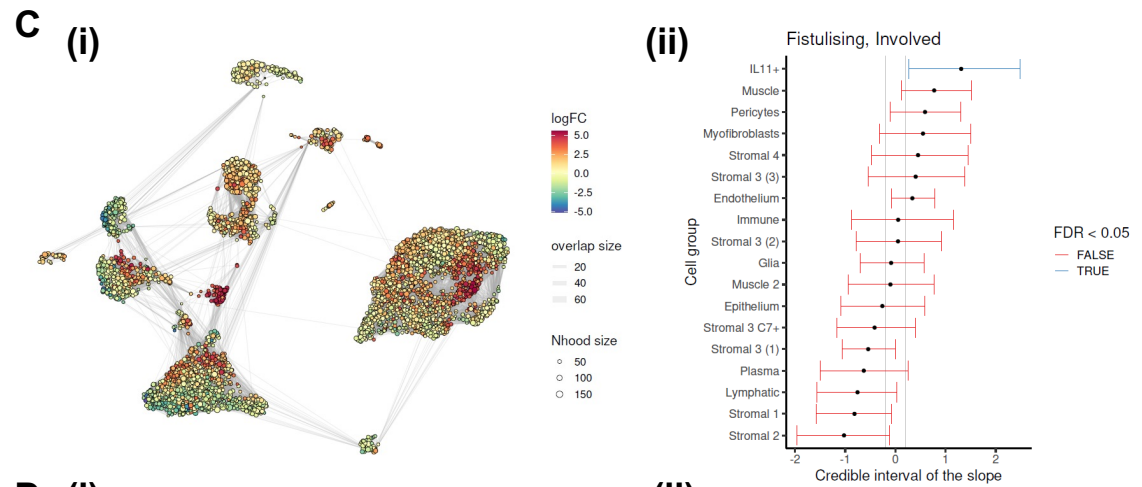 C
(i)
(ii)
logFC
5.0
2.5
0.0
-2.5
-5.0
overlap size
20
40
60
Nhood size
50
100
150
Fistulising, Involved
Cell group
IL11+
Muscle
Pericytes
Myofibroblasts
Stromal 4
Stromal 3 (3)
Endothelium
Immune
Stromal 3 (2)
Glia
Muscle 2
Epithelium
Stromal 3 C7+
Stromal 3 (1)
Plasma
Lymphatic
Stromal 1
Stromal 2
-2 -1 0 1 2
Credible interval of the slope
FDR < 0.05
FALSE
TRUE